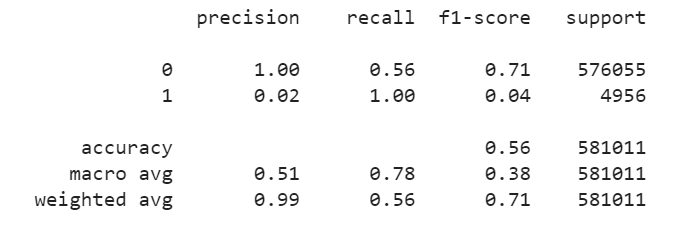 precision recall f1-score support
0 1.00 0.56 0.71 576055
1 0.02 1.00 0.04 4956
accuracy 0.56 581011
macro avg 0.51 0.78 0.38 581011
weighted avg 0.99 0.56 0.71 581011